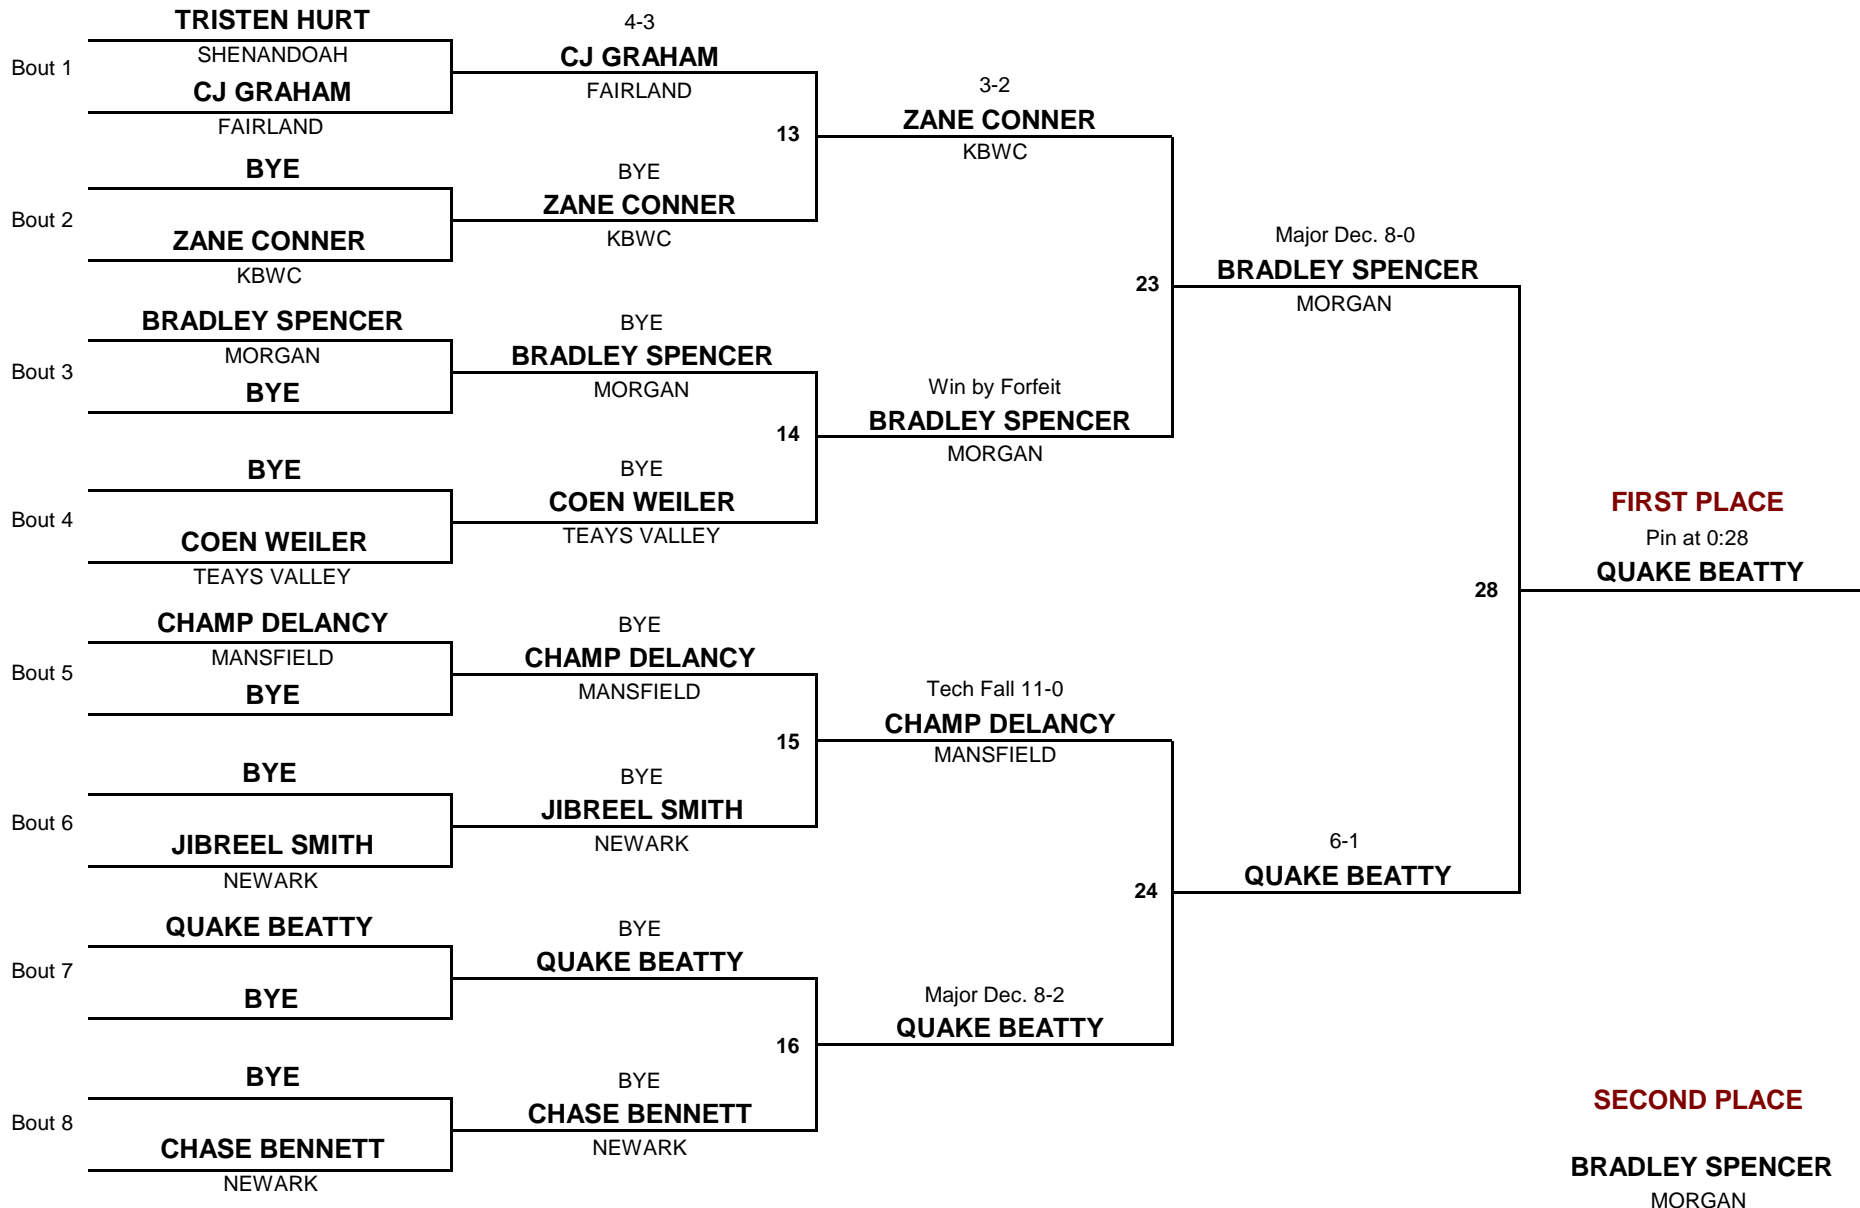 TRISTEN HURT
Bout 1
SHENANDOAH
CJ GRAHAM
FAIRLAND
BYE
Bout 2
ZANE CONNER
KBWC
BRADLEY SPENCER
Bout 3
MORGAN
BYE
BYE
Bout 4
COEN WEILER
TEAYS VALLEY
CHAMP DELANCY
Bout 5
MANSFIELD
BYE
BYE
Bout 6
JIBREEL SMITH
NEWARK
QUAKE BEATTY
Bout 7
BYE
BYE
Bout 8
CHASE BENNETT
NEWARK
4-3
CJ GRAHAM
FAIRLAND
13
BYE
ZANE CONNER
KBWC
BYE
BRADLEY SPENCER
MORGAN
14
BYE
COEN WEILER
TEAYS VALLEY
BYE
CHAMP DELANCY
MANSFIELD
15
BYE
JIBREEL SMITH
NEWARK
BYE
QUAKE BEATTY
16
BYE
CHASE BENNETT
NEWARK
3-2
ZANE CONNER
KBWC
23
Win by Forfeit
BRADLEY SPENCER
MORGAN
Tech Fall 11-0
CHAMP DELANCY
MANSFIELD
24
Major Dec. 8-2
QUAKE BEATTY
Major Dec. 8-0
BRADLEY SPENCER
MORGAN
28
6-1
QUAKE BEATTY
FIRST PLACE
Pin at 0:28
QUAKE BEATTY
SECOND PLACE
BRADLEY SPENCER
MORGAN